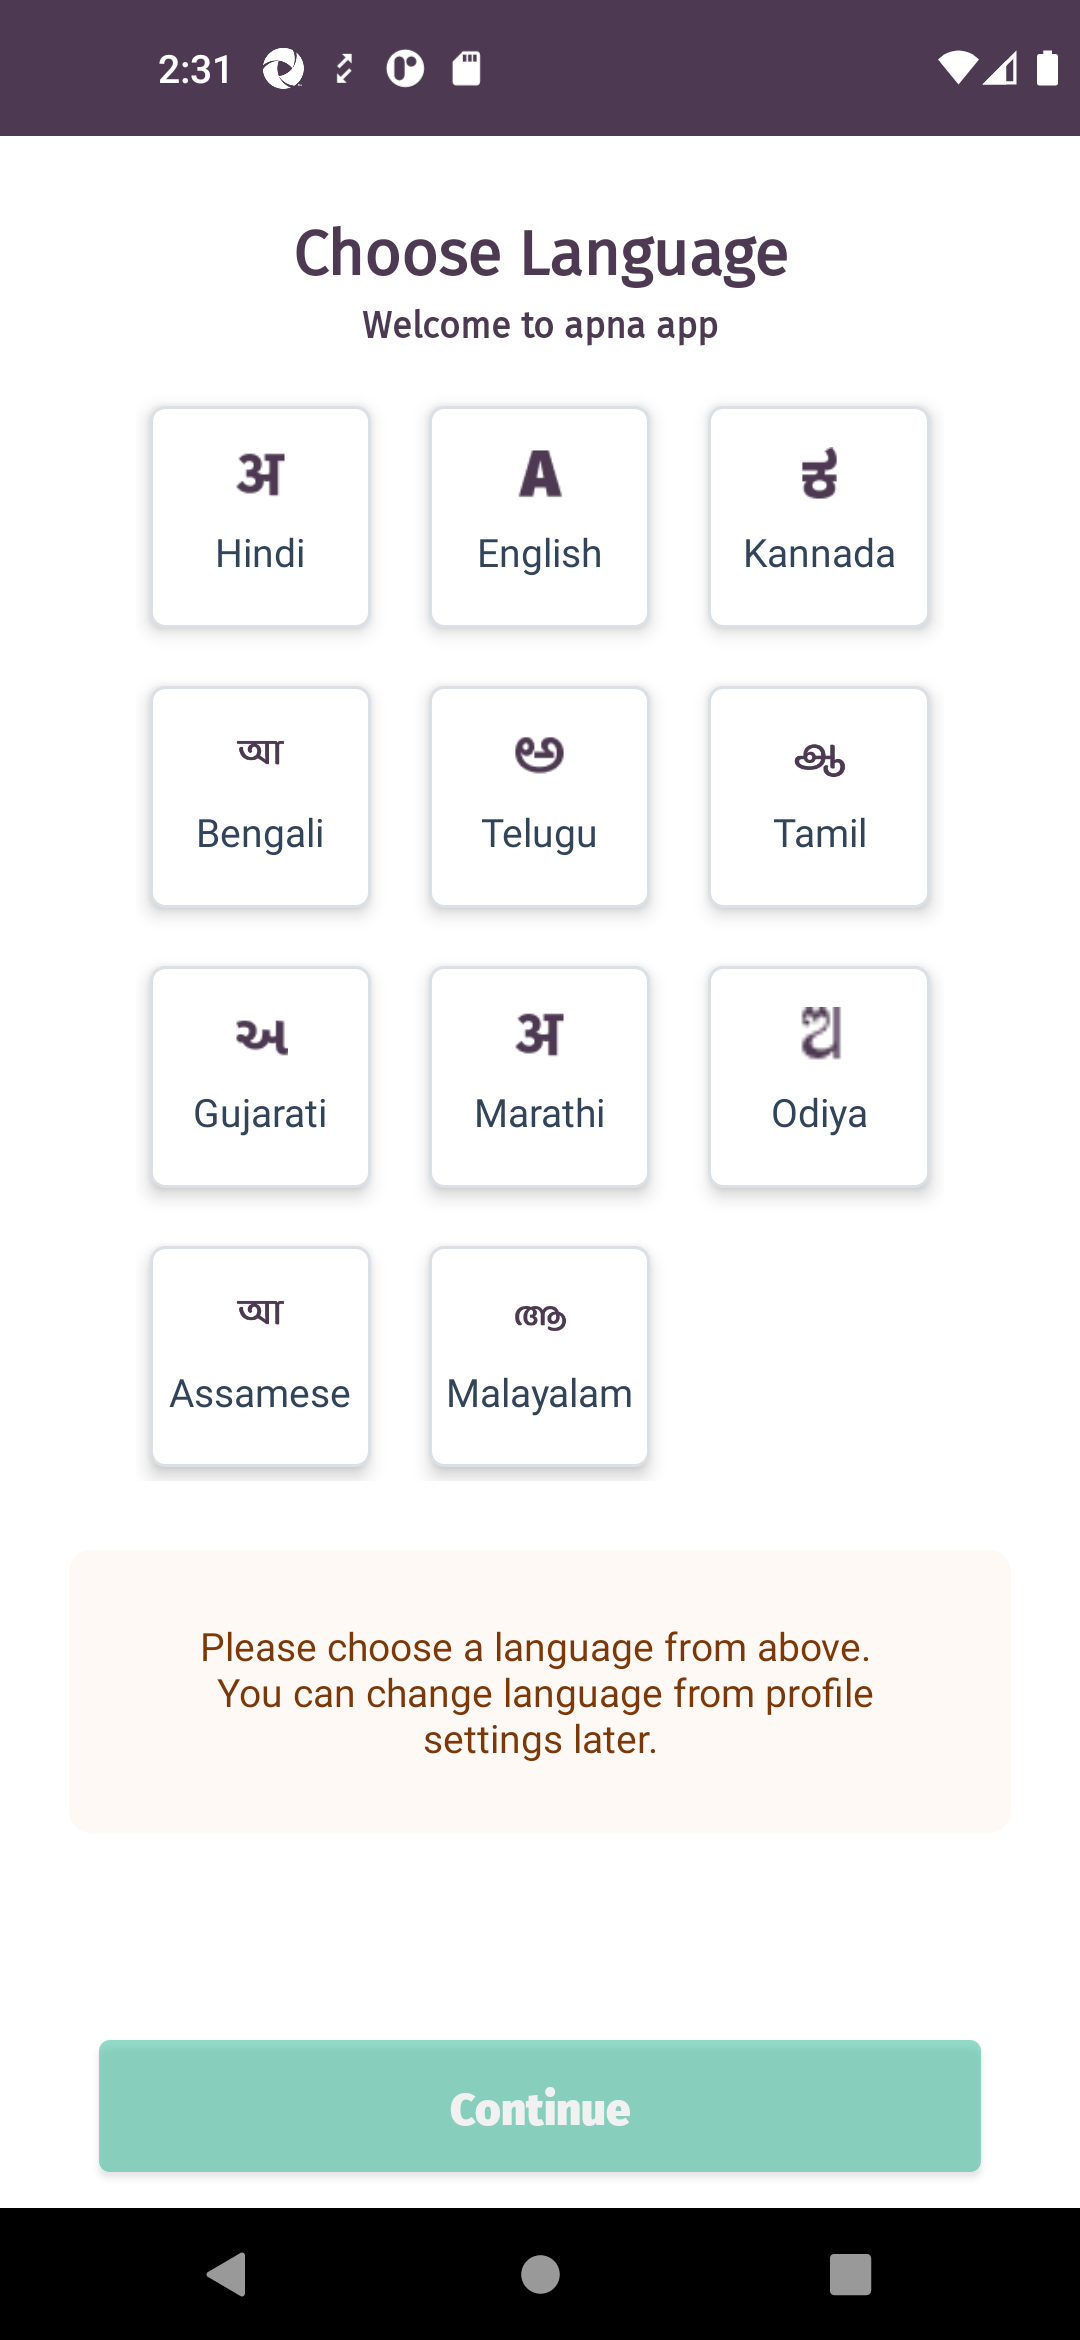 2:31
Choose Language
Welcome to apna app
अ
A
ಕ
Hindi
English
Kannada
আ
అ
ஆ
Bengali
Telugu
Tamil
અ
अ
ଅ
Gujarati
Marathi
Odiya
আ
ആ
Assamese
Malayalam
Please choose a language from above.
You can change language from profile
settings later.
Continue